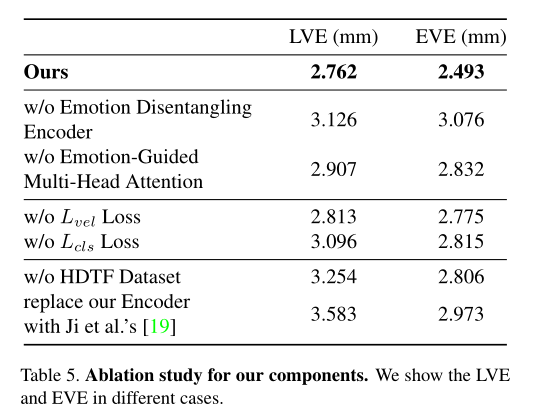 LVE (mm) EVE (mm)
Ours 2.762 2.493
w/o Emotion Disentangling
Encoder 3.126 3.076
w/o Emotion-Guided
Multi-Head Attention 2.907 2.832
w/o Lvel Loss 2.813 2.775
w/o Lcls Loss 3.096 2.815
w/o HDTF Dataset 3.254 2.806
replace our Encoder
with Ji et al.'s [19] 3.583 2.973
Table 5. Ablation study for our components. We show the LVE
and EVE in different cases.